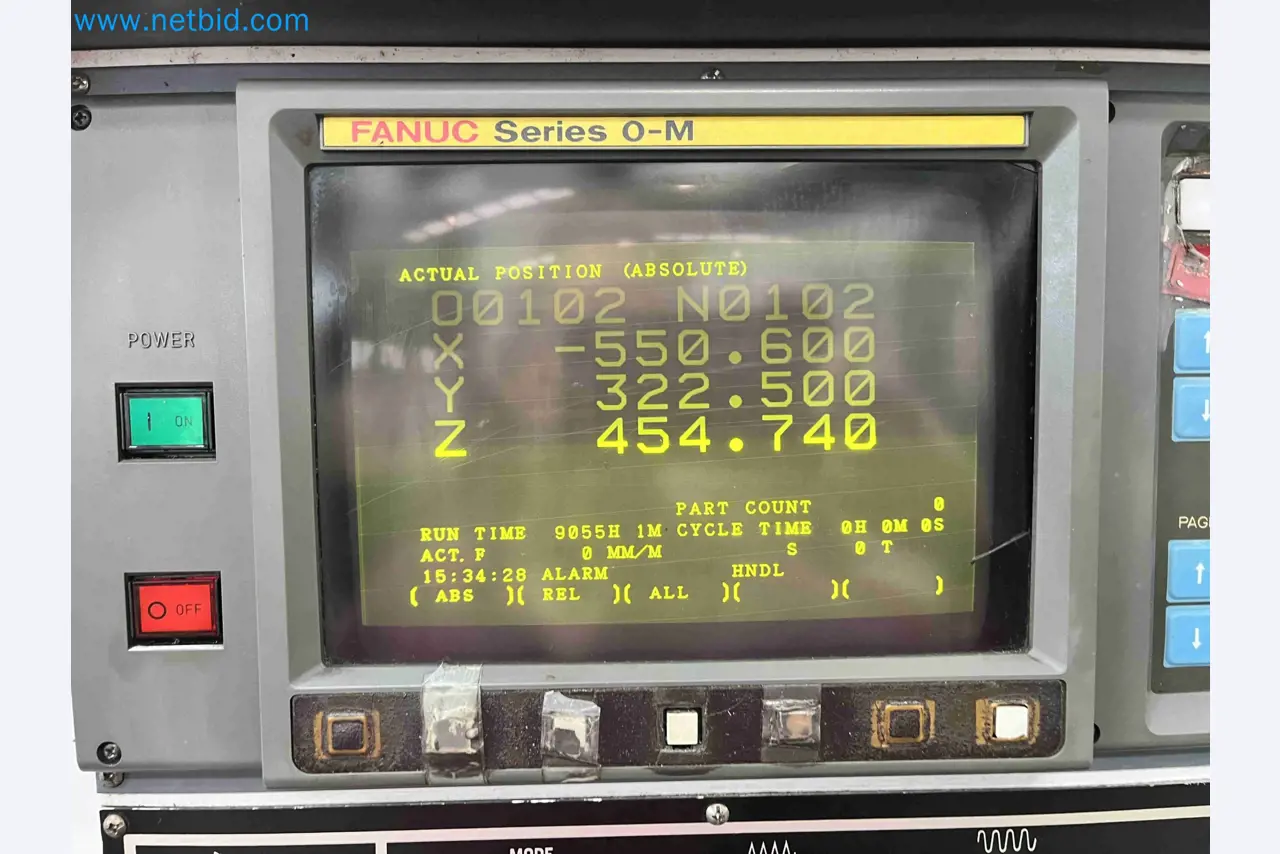 www.netbid.com
FANUC Series O-M
ACTUAL POSITION (ABSOLUTE)
O0102 N0102
X -550.600
Y 322.500
Z 454.740
PART COUNT 0
RUN TIME 9055H 1M CYCLE TIME 0H 0M 0S
ACT.F 0 MM/M S 0 T
15:34:28 ALARM HNDL
( ABS )( REL )( ALL )( )( )
POWER
ON
OFF
PAG
MODE